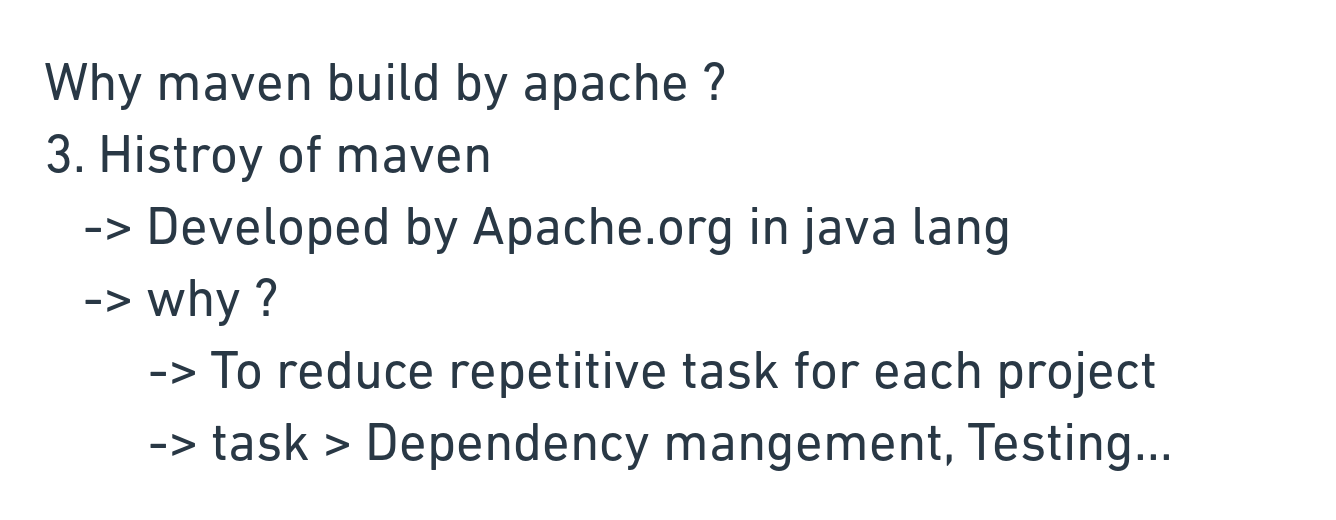 Why maven build by apache ?
3. Histroy of maven
-> Developed by Apache.org in java lang
-> why ?
-> To reduce repetitive task for each project
-> task > Dependency mangement, Testing...